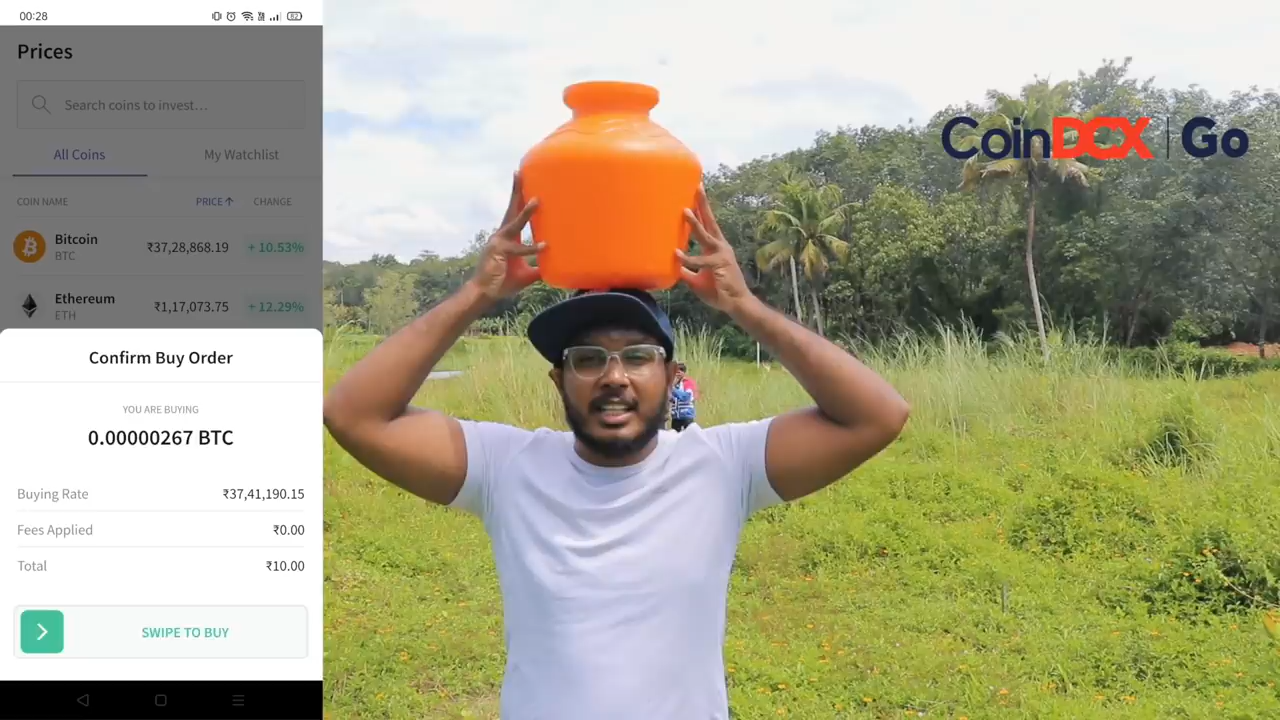 00:28
82
Prices
Search coins to invest...
All Coins
My Watchlist
COIN NAME
PRICE ↑
CHANGE
Bitcoin
BTC
₹37,28,868.19
+ 10.53%
Ethereum
ETH
₹1,17,073.75
+ 12.29%
Confirm Buy Order
YOU ARE BUYING
0.00000267 BTC
Buying Rate
₹37,41,190.15
Fees Applied
₹0.00
Total
₹10.00
SWIPE TO BUY
CoinDCX | Go